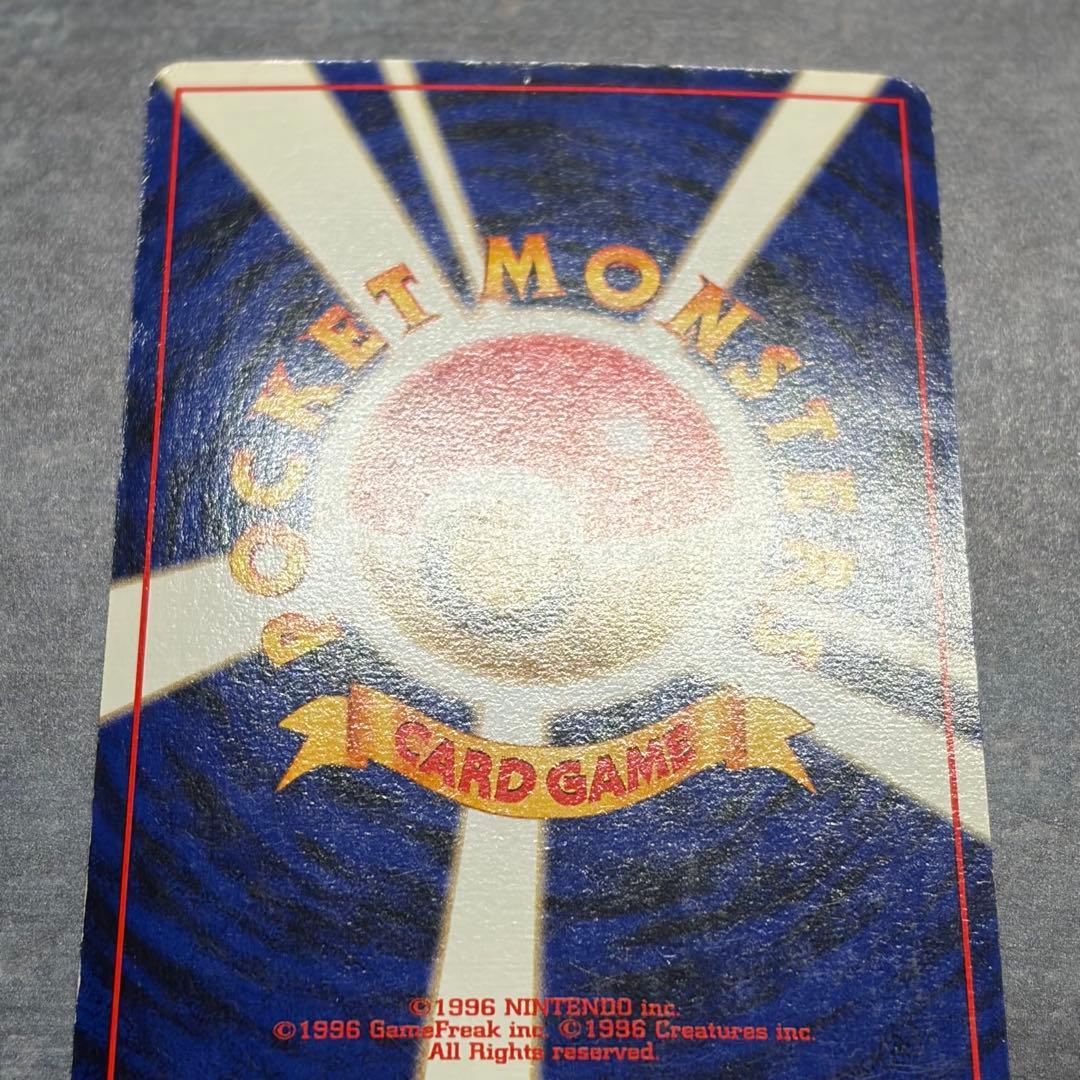 POCKET MONSTERS
CARD GAME
©1996 NINTENDO inc.
©1996 GameFreak inc. ©1996 Creatures inc.
All Rights reserved.